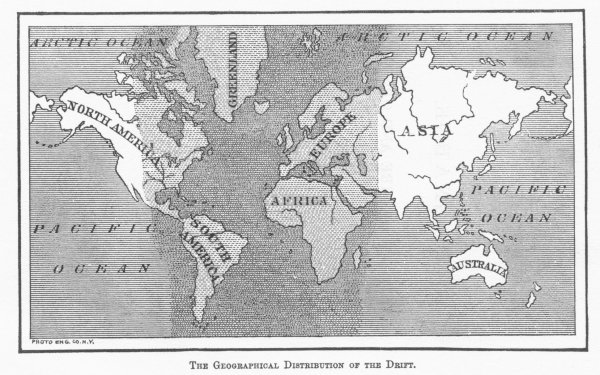 ARCTIC OCEAN
ARCTIC OCEAN
GREENLAND
NORTH AMERICA
EUROPE
ASIA
AFRICA
PACIFIC
OCEAN
PACIFIC
OCEAN
SOUTH
AMERICA
AUSTRALIA
PHOTO ENG. CO. N.Y.
THE GEOGRAPHICAL DISTRIBUTION OF THE DRIFT.